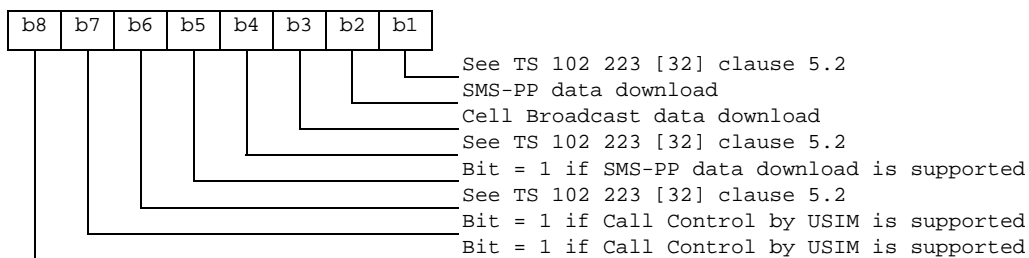 b8 b7 b6 b5 b4 b3 b2 b1
See TS 102 223 [32] clause 5.2
SMS-PP data download
Cell Broadcast data download
See TS 102 223 [32] clause 5.2
Bit = 1 if SMS-PP data download is supported
See TS 102 223 [32] clause 5.2
Bit = 1 if Call Control by USIM is supported
Bit = 1 if Call Control by USIM is supported